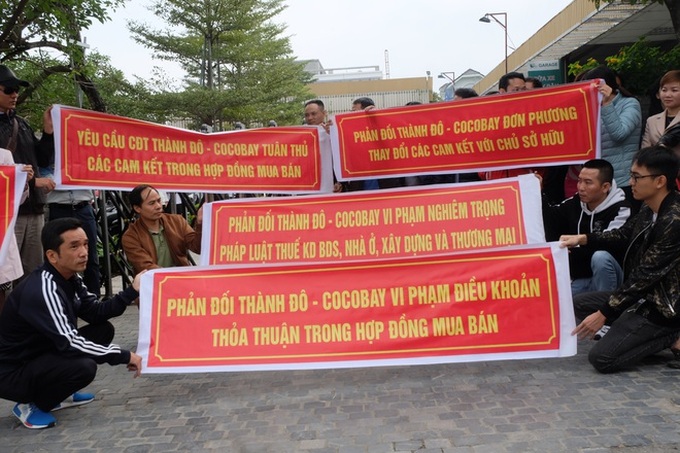 YÊU CẦU CĐT THÀNH ĐÔ - COCOBAY TUÂN THỦ
CÁC CAM KẾT TRONG HỢP ĐỒNG MUA BÁN
PHẢN ĐỐI THÀNH ĐÔ - COCOBAY ĐƠN PHƯƠNG
THAY ĐỔI CÁC CAM KẾT VỚI CHỦ SỞ HỮU
PHẢN ĐỐI THÀNH ĐÔ - COCOBAY VI PHẠM NGHIÊM TRỌNG
PHÁP LUẬT THUẾ KD BDS, NHÀ Ở, XÂY DỰNG VÀ THƯƠNG MẠI
PHẢN ĐỐI THÀNH ĐÔ - COCOBAY VI PHẠM ĐIỀU KHOẢN
THỎA THUẬN TRONG HỢP ĐỒNG MUA BÁN
GARAGE